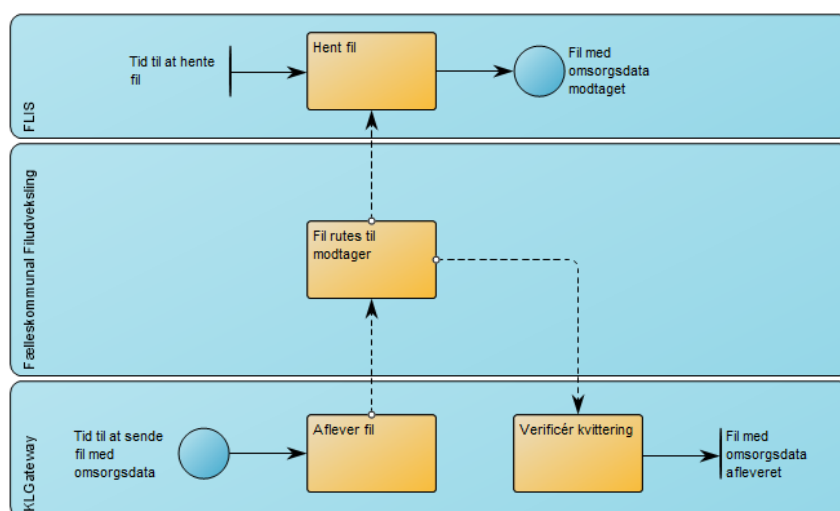 FLIS
Tid til at hente
fil
Hent fil
Fil med
omsorgsdata
modtaget
Fælleskommunal Filudveksling
Fil rutes til
modtager
KLGateway
Tid til at sende
fil med
omsorgsdata
Aflever fil
Verificér kvittering
Fil med
omsorgsdata
afleveret